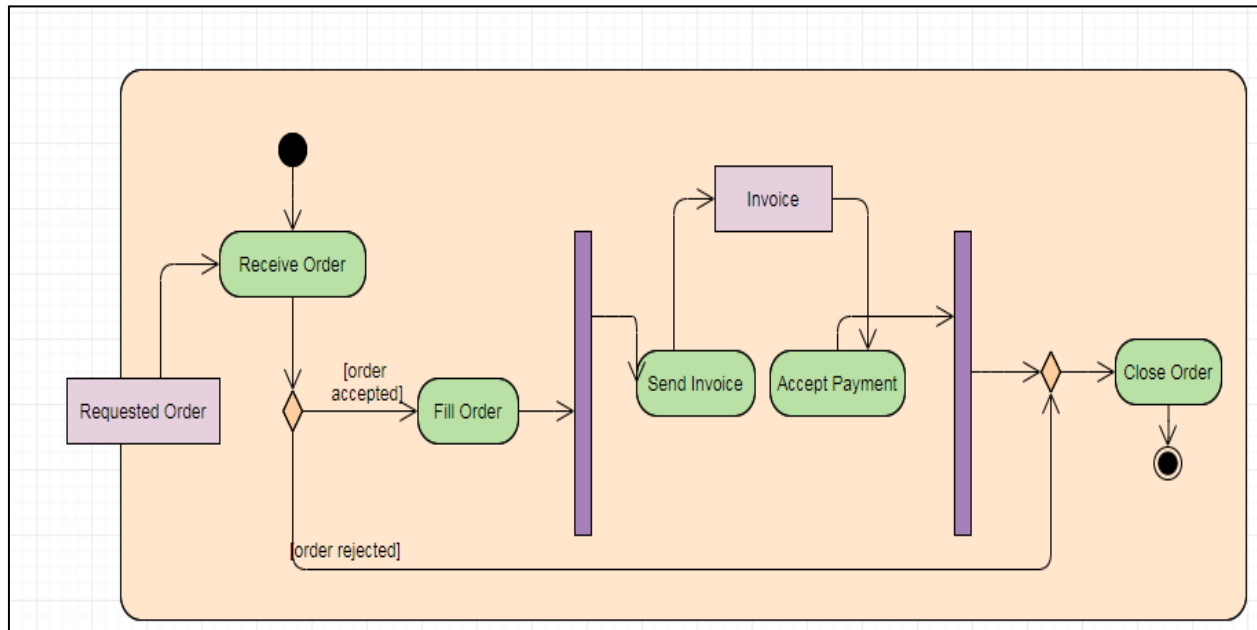 Invoice
Receive Order
[order
accepted]
Send Invoice
Accept Payment
Close Order
Requested Order
Fill Order
[order rejected]